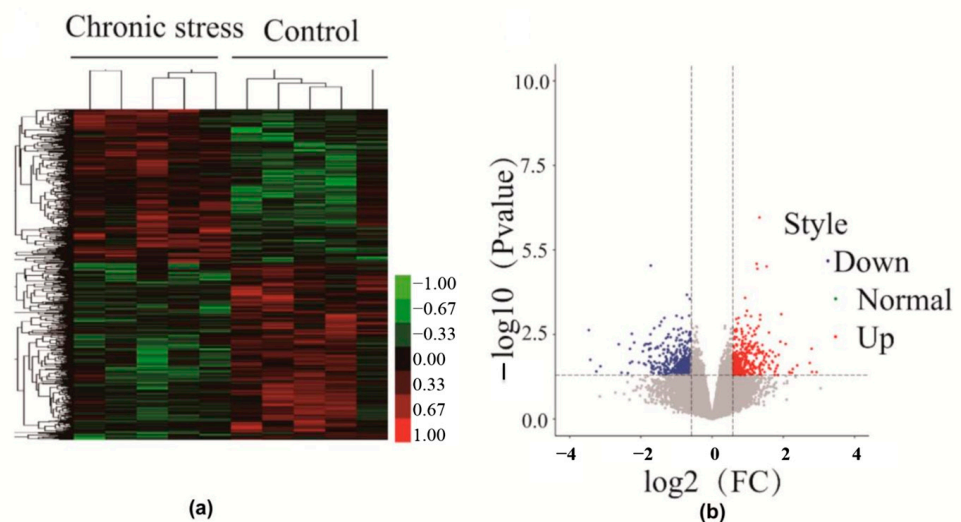 Chronic stress Control
−1.00
−0.67
−0.33
0.00
0.33
0.67
1.00
(a)
10.0
7.5
5.5
2.5
0.0
−log10 (Pvalue)
Style
Down
Normal
Up
−4 −2 0 2 4
log2 (FC)
(b)